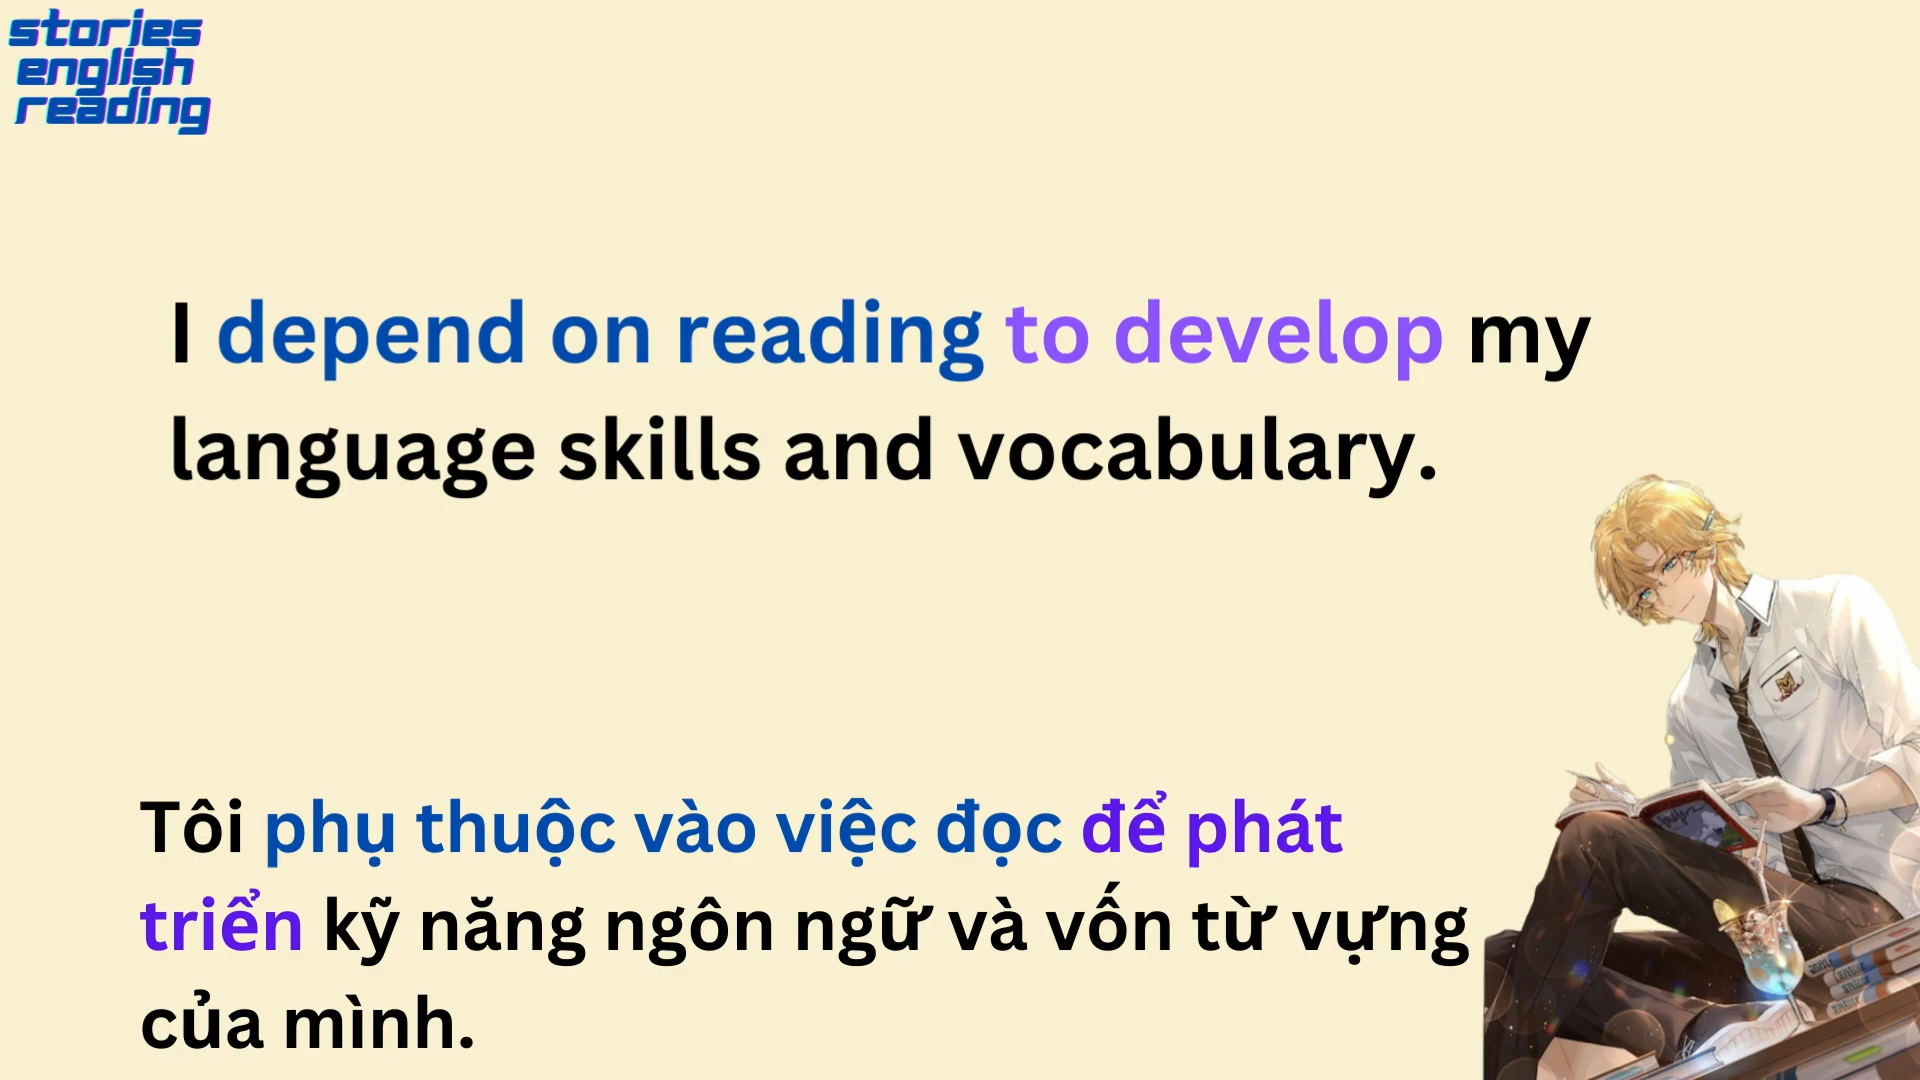 stories
english
reading
I depend on reading to develop my
language skills and vocabulary.
Tôi phụ thuộc vào việc đọc để phát
triển kỹ năng ngôn ngữ và vốn từ vựng
của mình.